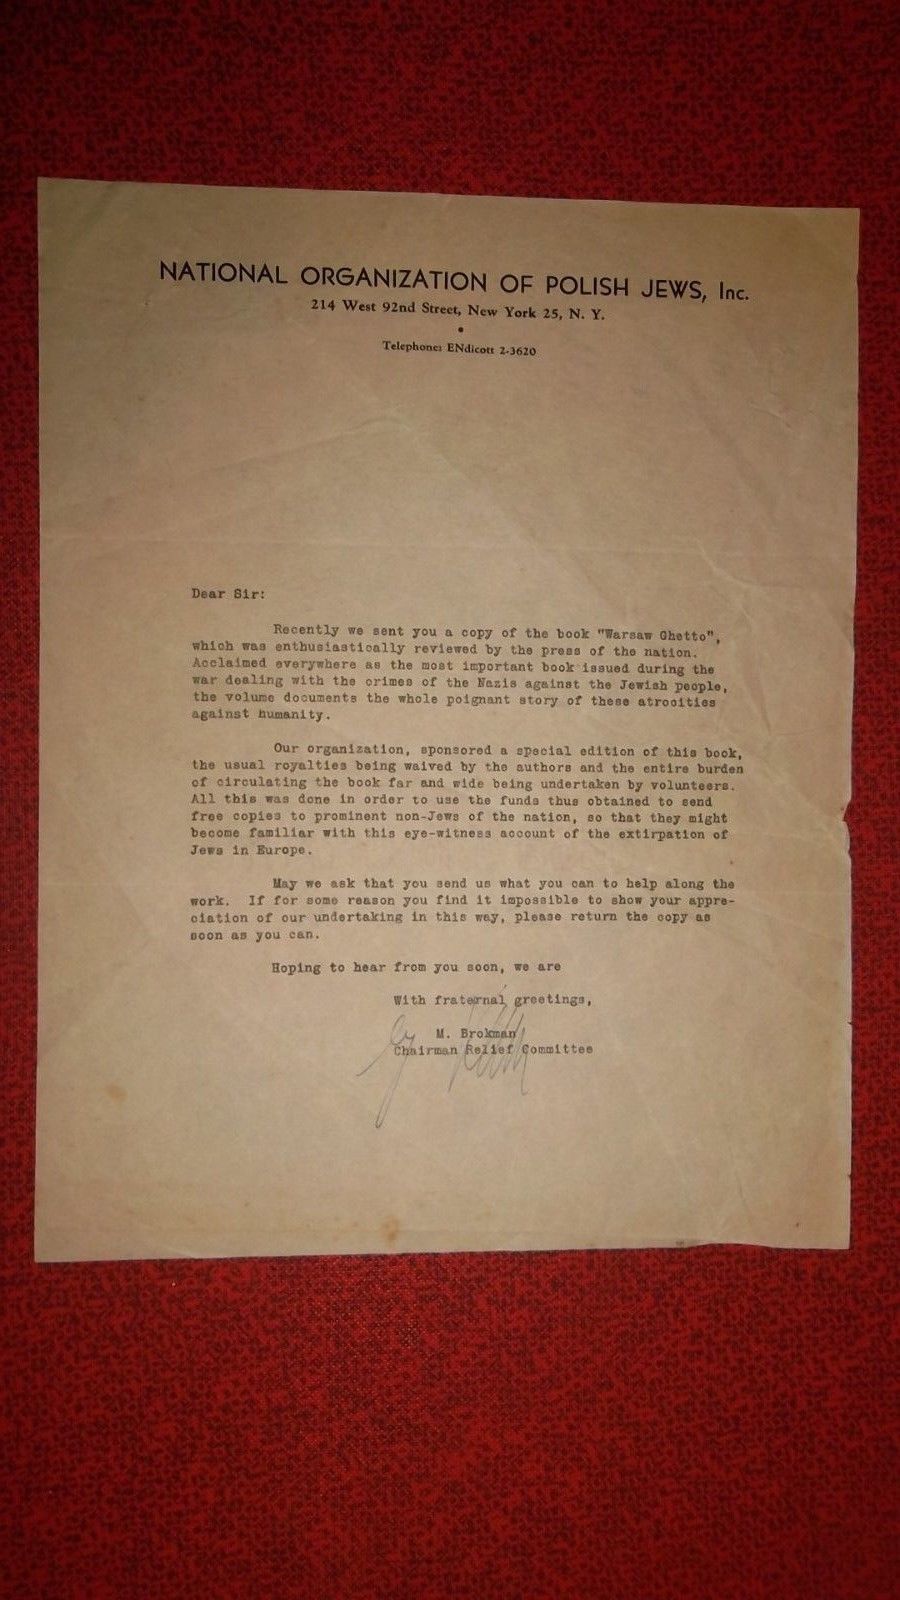 NATIONAL ORGANIZATION OF POLISH JEWS, Inc.
214 West 92nd Street, New York 25, N. Y.
•
Telephone: ENdicott 2-3620
Dear Sir:
Recently we sent you a copy of the book "Warsaw Ghetto",
which was enthusiastically reviewed by the press of the nation.
Acclaimed everywhere as the most important book issued during the
war dealing with the crimes of the Nazis against the Jewish people,
the volume documents the whole poignant story of these atrocities
against humanity.
Our organization, sponsored a special edition of this book,
the usual royalties being waived by the authors and the entire burden
of circulating the book far and wide being undertaken by volunteers.
All this was done in order to use the funds thus obtained to send
free copies to prominent non-Jews of the nation, so that they might
become familiar with this eye-witness account of the extirpation of
Jews in Europe.
May we ask that you send us what you can to help along the
work. If for some reason you find it impossible to show your appre-
ciation of our undertaking in this way, please return the copy as
soon as you can.
Hoping to hear from you soon, we are
With fraternal greetings,
M. Brokman
Chairman Relief Committee